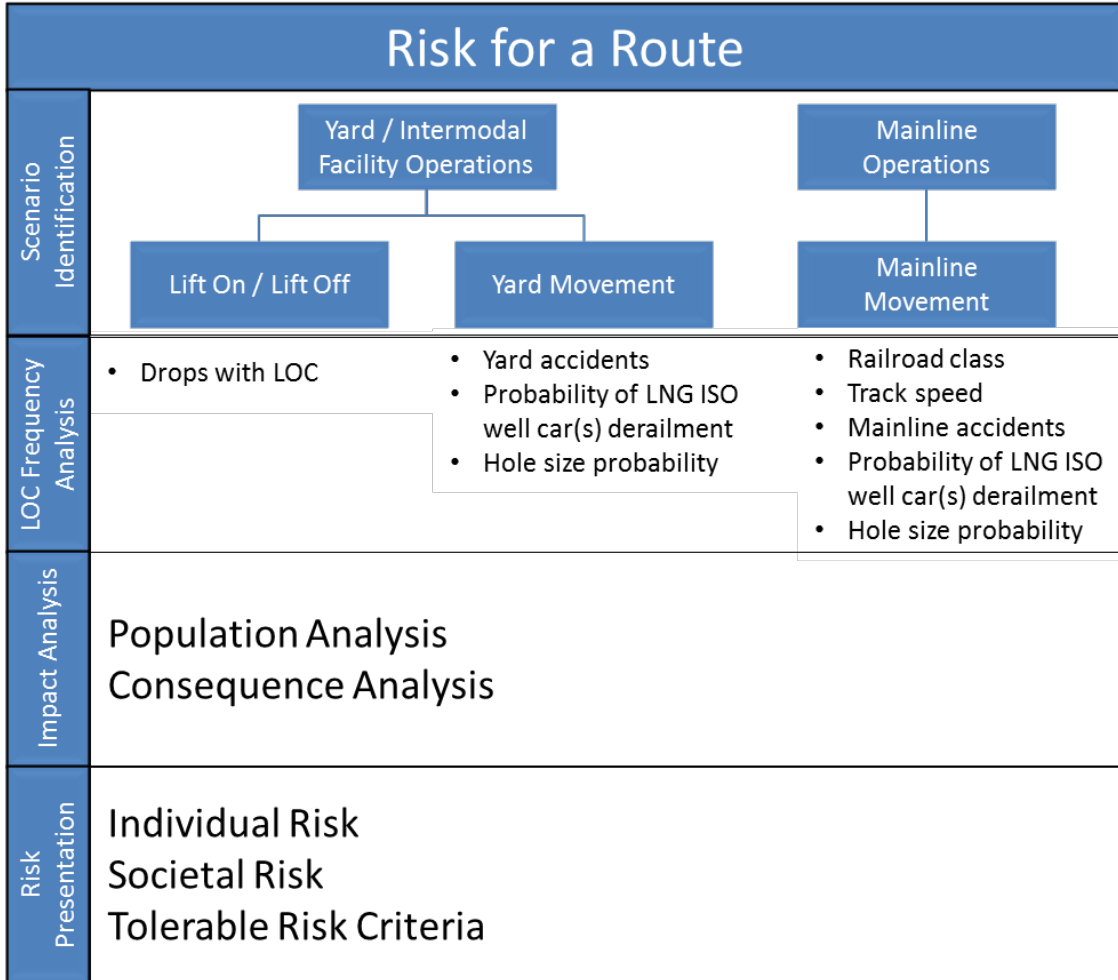 Risk for a Route
Scenario
Identification
Yard / Intermodal
Facility Operations
Mainline
Operations
Lift On / Lift Off
Yard Movement
Mainline
Movement
LOC Frequency
Analysis
• Drops with LOC
• Yard accidents
• Probability of LNG ISO
well car(s) derailment
• Hole size probability
• Railroad class
• Track speed
• Mainline accidents
• Probability of LNG ISO
well car(s) derailment
• Hole size probability
Impact Analysis
Population Analysis
Consequence Analysis
Risk
Presentation
Individual Risk
Societal Risk
Tolerable Risk Criteria